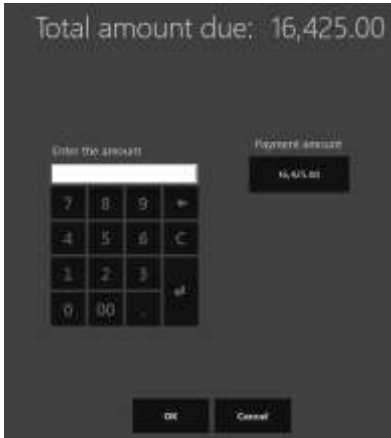 Total amount due: 16,425.00
Enter the amount
Payment amount
16,425.00
7 8 9 ←
4 5 6 C
1 2 3
0 00 . ↵
OK Cancel